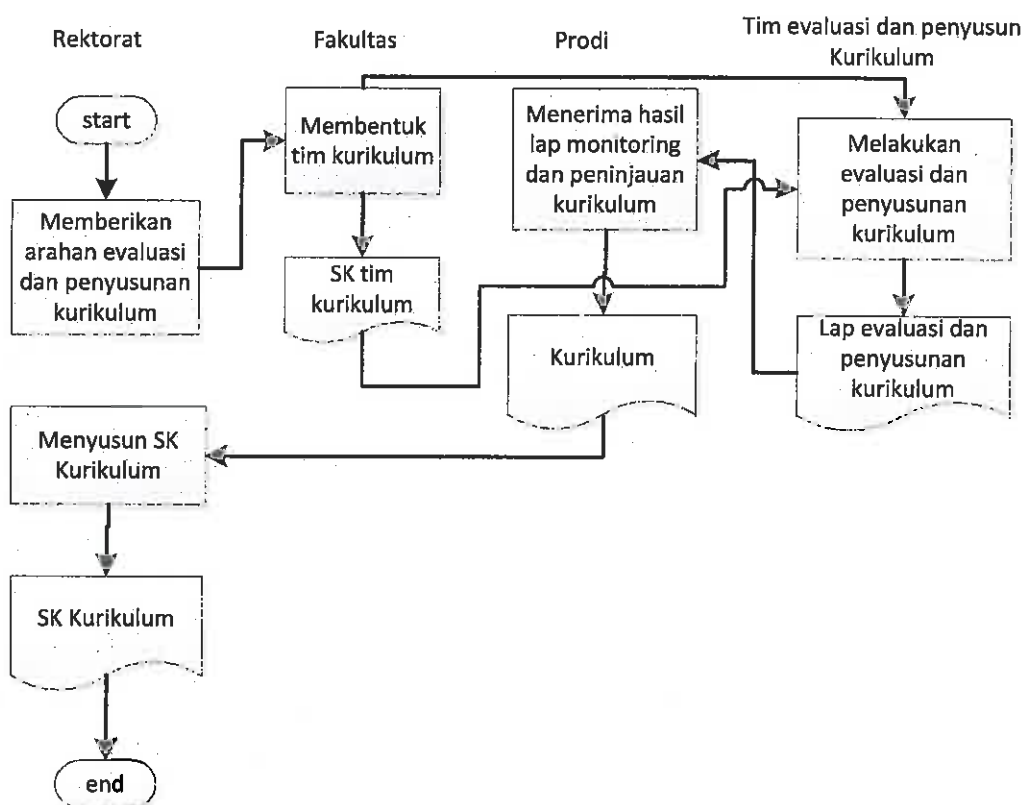 Rektorat
Fakultas
Prodi
Tim evaluasi dan penyusun
Kurikulum
start
Memberikan
arahan evaluasi
dan penyusunan
kurikulum
Membentuk
tim kurikulum
SK tim
kurikulum
Menerima hasil
lap monitoring
dan peninjauan
kurikulum
Kurikulum
Melakukan
evaluasi dan
penyusunan
kurikulum
Lap evaluasi dan
penyusunan
kurikulum
Menyusun SK
Kurikulum
SK Kurikulum
end